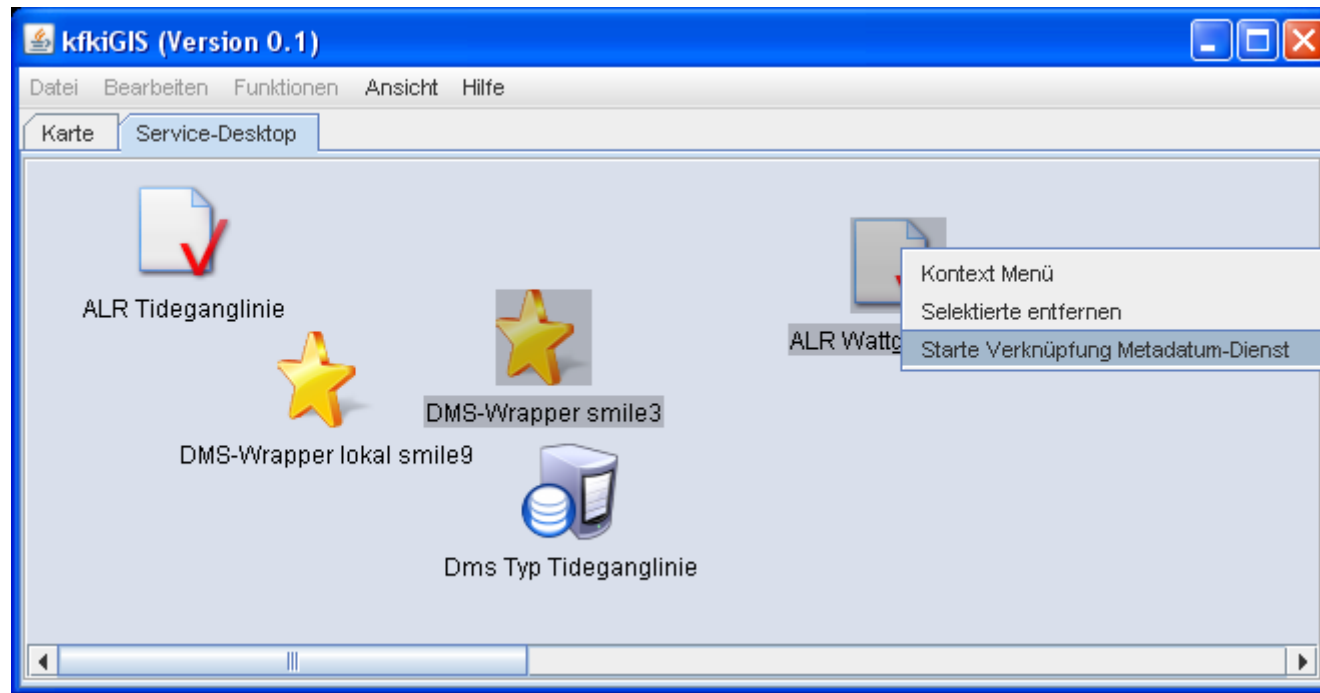 kfkiGIS (Version 0.1)
Datei Bearbeiten Funktionen Ansicht Hilfe
Karte Service-Desktop
ALR Tideganglinie
DMS-Wrapper smile3
DMS-Wrapper lokal smile9
Dms Typ Tideganglinie
ALR
Kontext Menü
Selektierte entfernen
Starte Verknüpfung Metadatum-Dienst